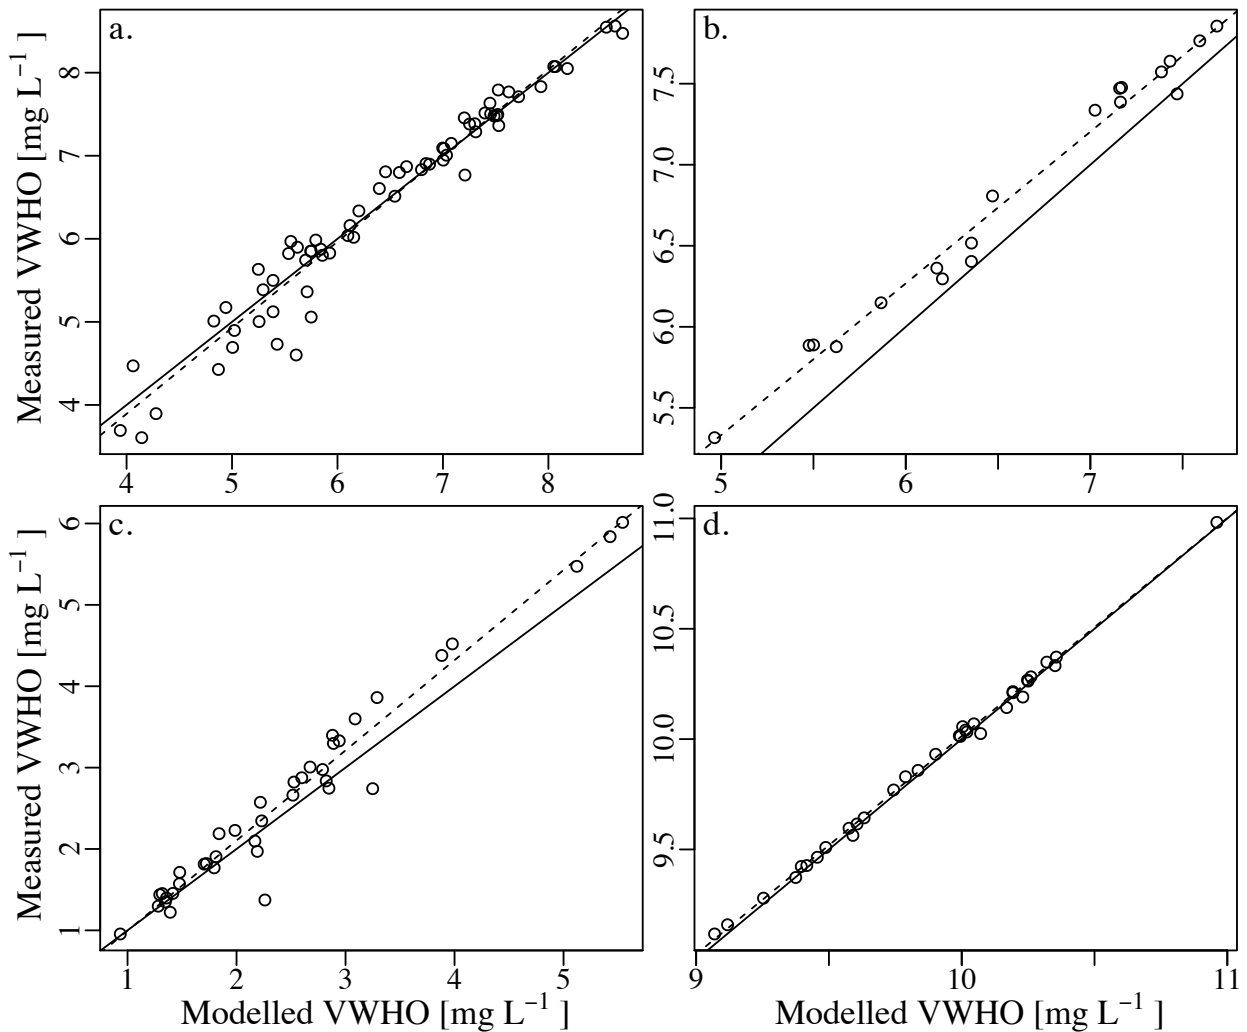 a.
Measured VWHO [mg L⁻¹ ]
8
7
6
5
4
4 5 6 7 8
b.
7.5
7.0
6.5
6.0
5.5
5 6 7
c.
Measured VWHO [mg L⁻¹ ]
6
5
4
3
2
1
1 2 3 4 5
Modelled VWHO [mg L⁻¹ ]
d.
11.0
10.5
10.0
9.5
9 10 11
Modelled VWHO [mg L⁻¹ ]